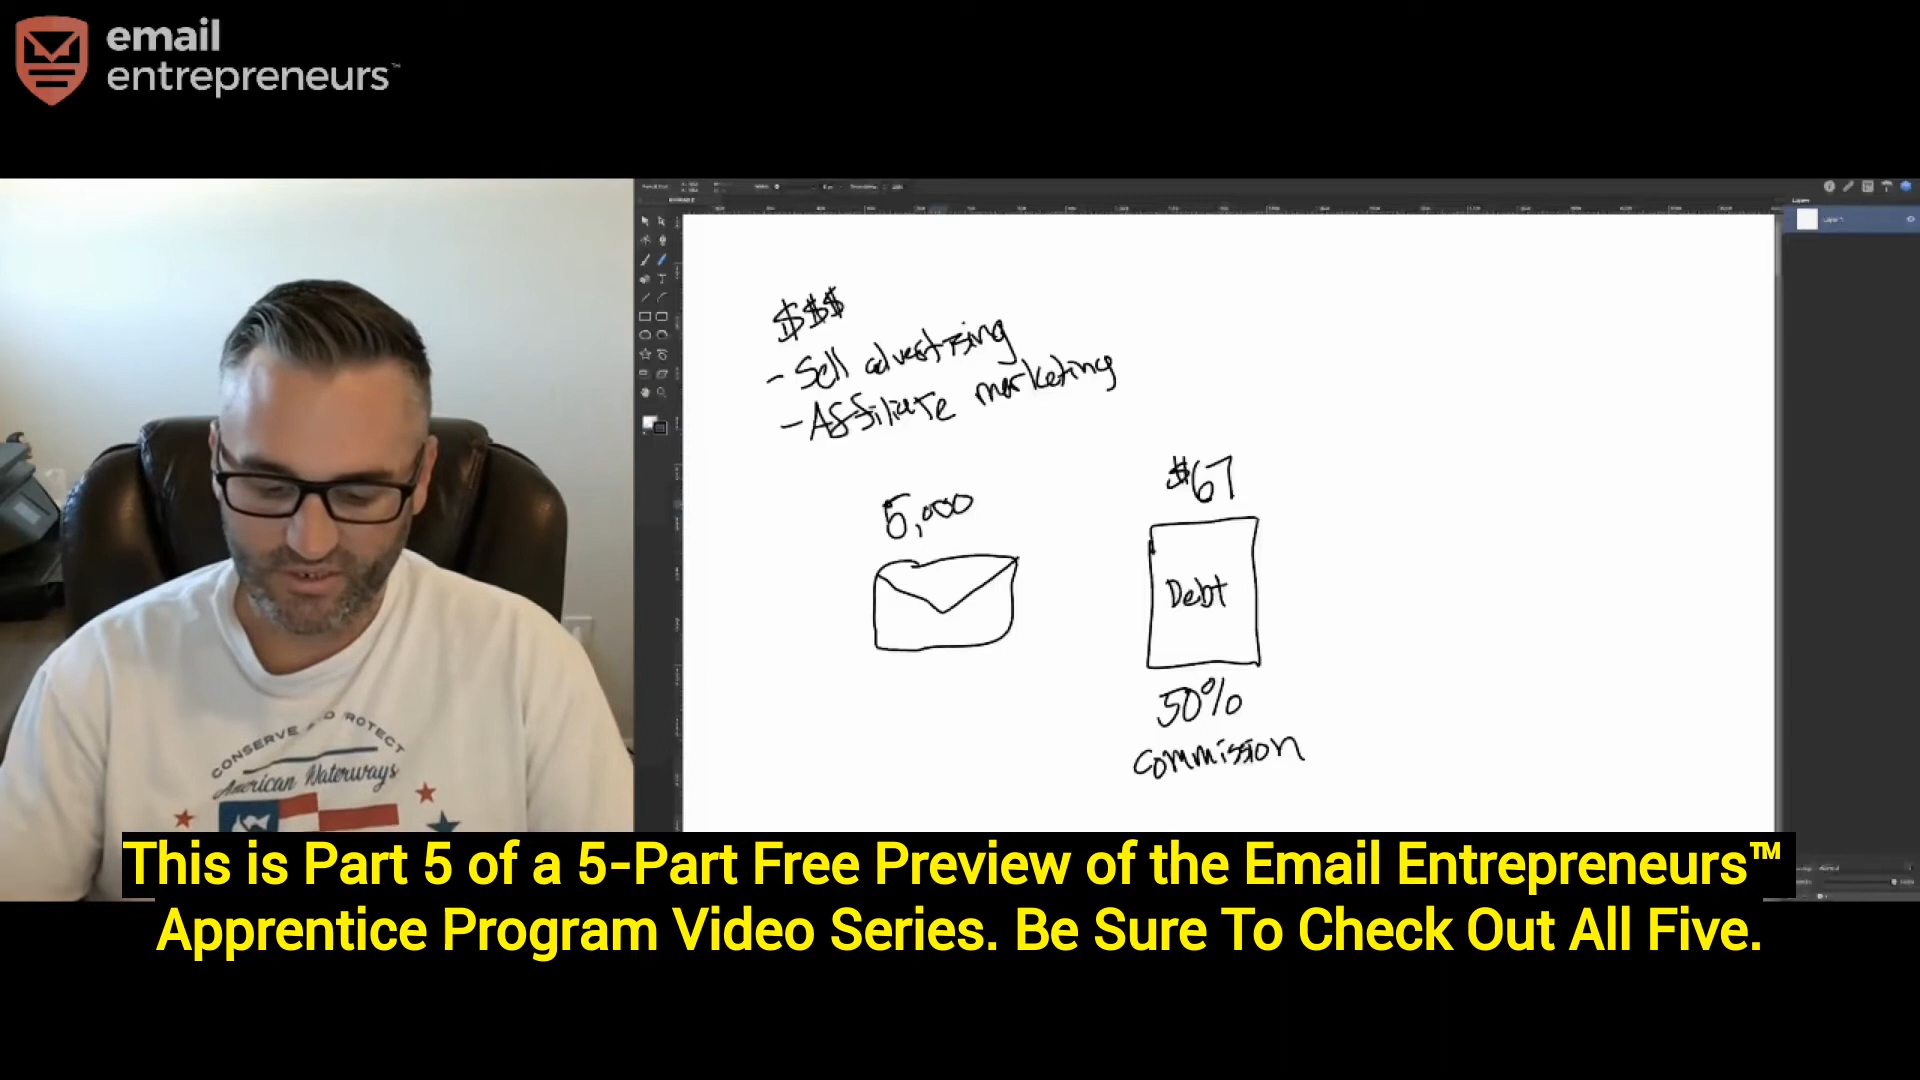 email
entrepreneurs™
$$$
- Sell advertising
- Affiliate marketing
5,000
$67
Debt
50%
commission
CONSERVE AND PROTECT
American Waterways
This is Part 5 of a 5-Part Free Preview of the Email Entrepreneurs™
Apprentice Program Video Series. Be Sure To Check Out All Five.